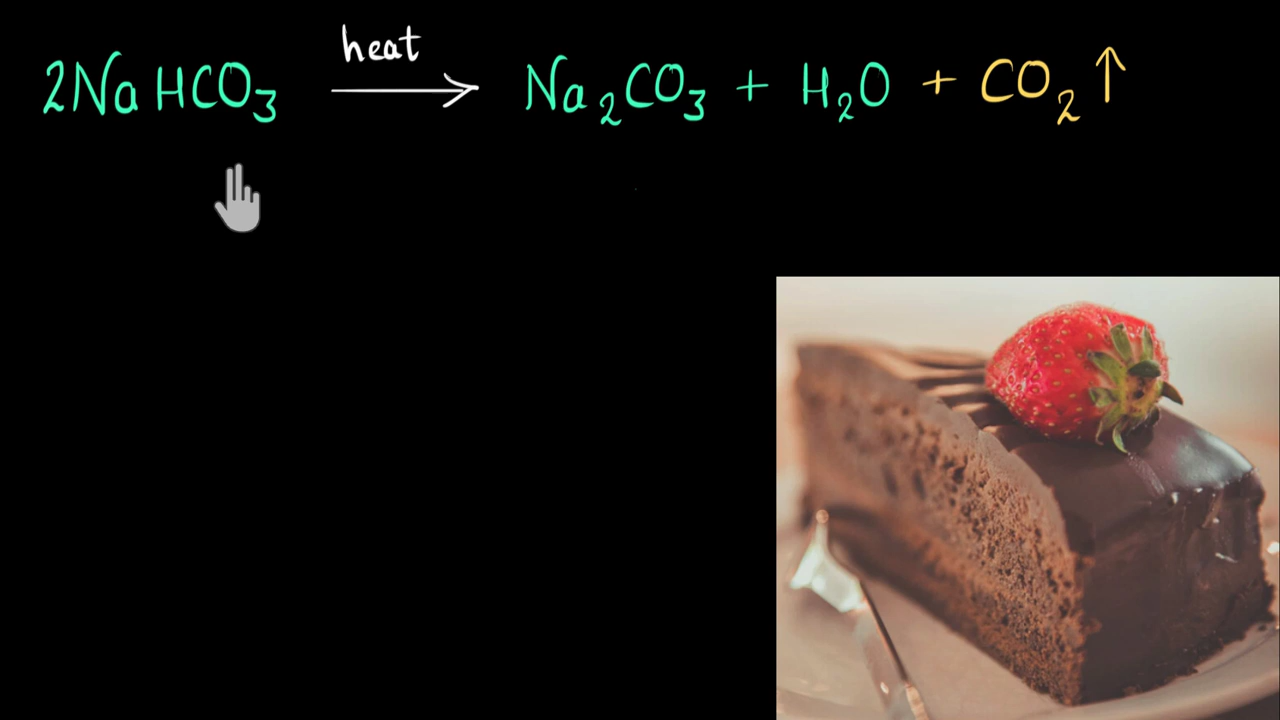 heat
2NaHCO₃ ⟶ Na₂CO₃ + H₂O + CO₂↑